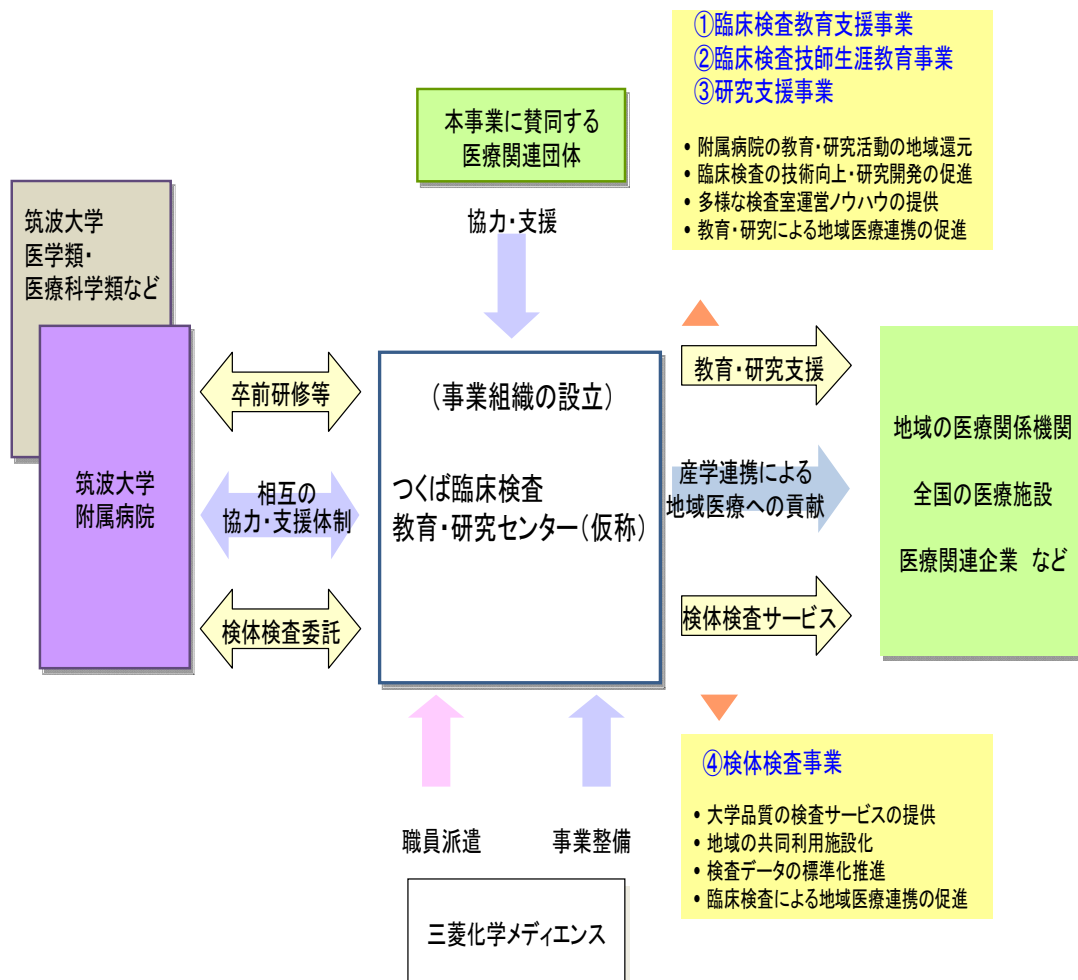 ①臨床検査教育支援事業
②臨床検査技師生涯教育事業
③研究支援事業
• 附属病院の教育・研究活動の地域還元
• 臨床検査の技術向上・研究開発の促進
• 多様な検査室運営ノウハウの提供
• 教育・研究による地域医療連携の促進
本事業に賛同する
医療関連団体
協力・支援
筑波大学
医学類・
医療科学類など
筑波大学
附属病院
卒前研修等
相互の
協力・支援体制
検体検査委託
(事業組織の設立)
つくば臨床検査
教育・研究センター(仮称)
教育・研究支援
産学連携による
地域医療への貢献
検体検査サービス
地域の医療関係機関
全国の医療施設
医療関連企業 など
職員派遣
事業整備
三菱化学メディエンス
④検体検査事業
• 大学品質の検査サービスの提供
• 地域の共同利用施設化
• 検査データの標準化推進
• 臨床検査による地域医療連携の促進